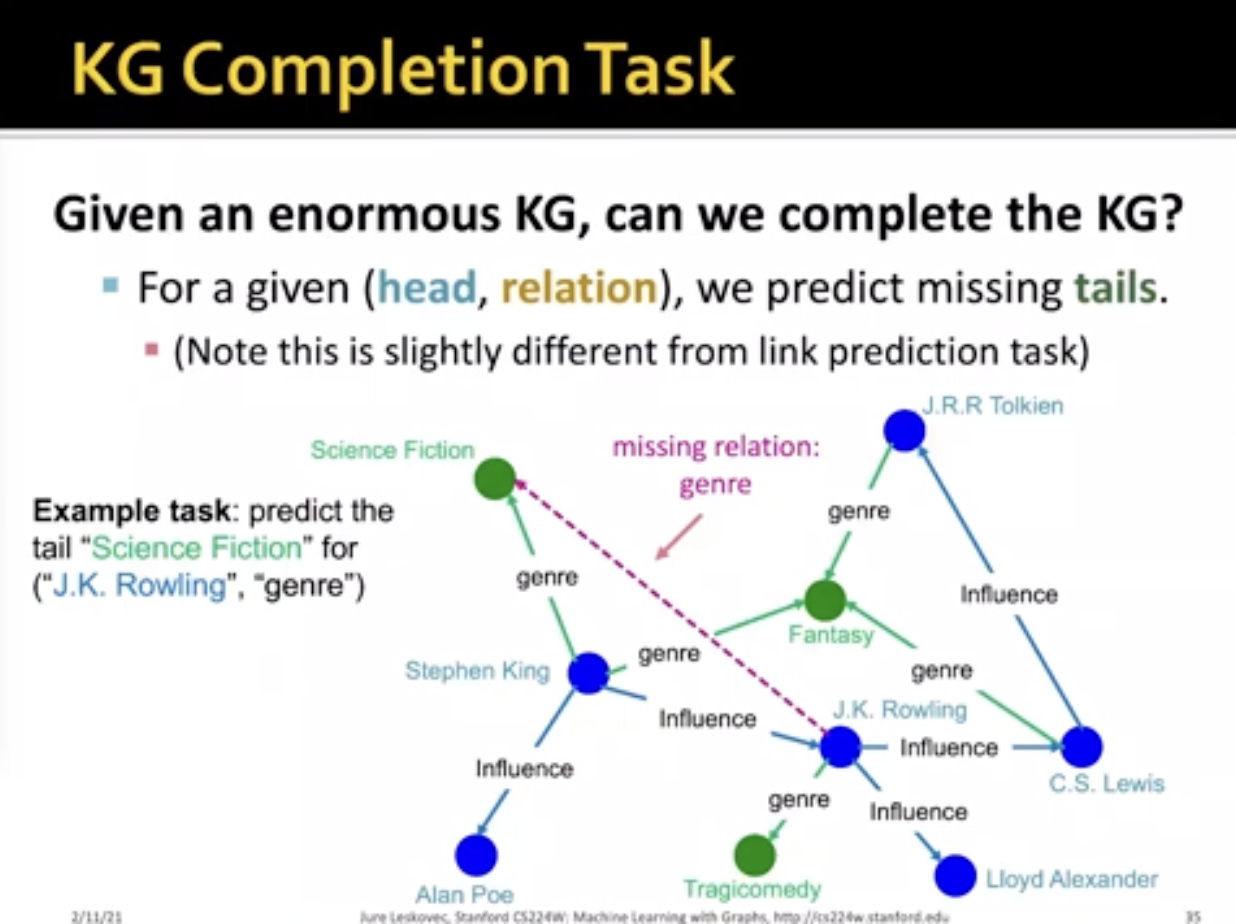 KG Completion Task
Given an enormous KG, can we complete the KG?
For a given (head, relation), we predict missing tails.
(Note this is slightly different from link prediction task)
J.R.R Tolkien
Science Fiction
missing relation:
genre
Example task: predict the
tail “Science Fiction” for
(“J.K. Rowling”, “genre”)
genre
genre
Influence
Fantasy
genre
Stephen King
genre
J.K. Rowling
Influence
Influence
Influence
C.S. Lewis
genre
Influence
Alan Poe
Tragicomedy
Lloyd Alexander
2/11/21
Jure Leskovec, Stanford CS224W: Machine Learning with Graphs, http://cs224w.stanford.edu
35